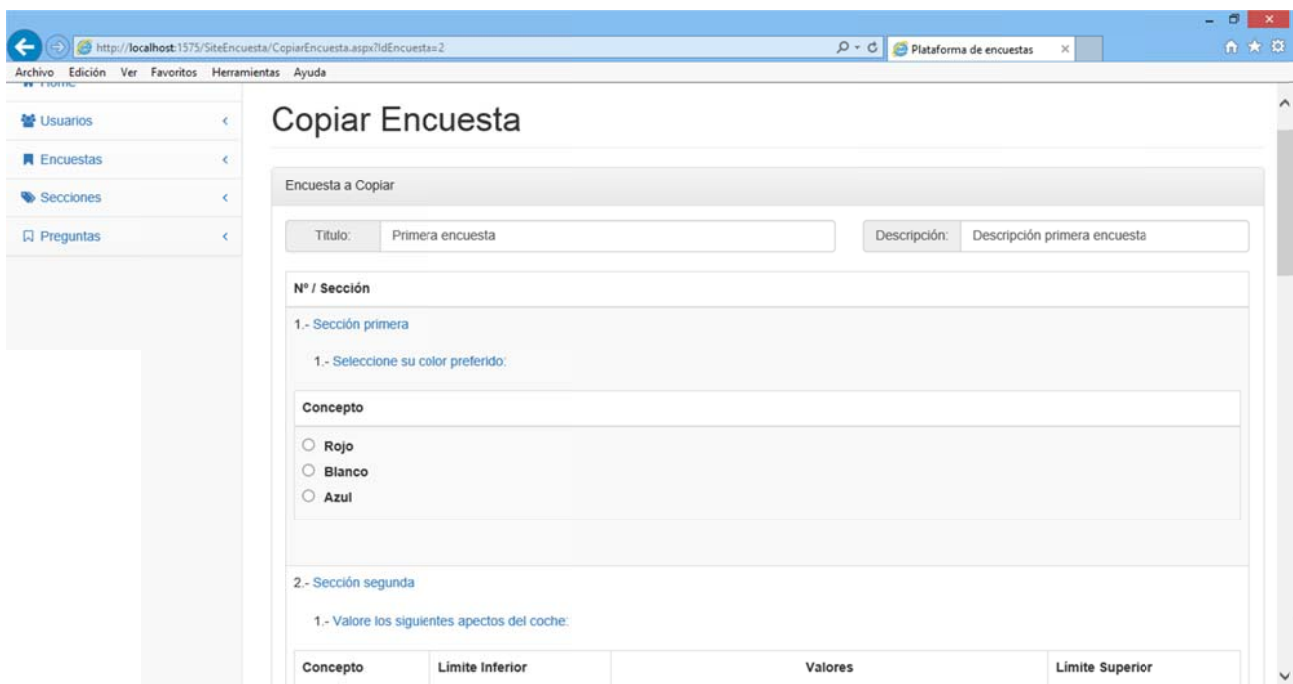 http://localhost:1575/SiteEncuesta/CopiarEncuesta.aspx?IdEncuesta=2
Plataforma de encuestas
Archivo Edición Ver Favoritos Herramientas Ayuda
Home
Usuarios
Encuestas
Secciones
Preguntas
Copiar Encuesta
Encuesta a Copiar
Titulo: Primera encuesta Descripción: Descripción primera encuesta
Nº / Sección
1.- Sección primera
1.- Seleccione su color preferido:
Concepto
Rojo
Blanco
Azul
2.- Sección segunda
1.- Valore los siguientes apectos del coche:
Concepto Limite Inferior Valores Limite Superior